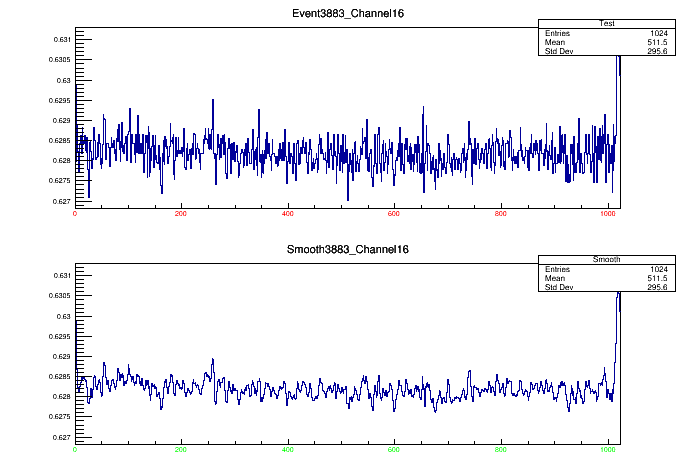 Event3883_Channel16
Test
Entries 1024
Mean 511.5
Std Dev 295.6
0.631
0.6305
0.63
0.6295
0.629
0.6285
0.628
0.6275
0.627
0 200 400 600 800 1000
Smooth3883_Channel16
Smooth
Entries 1024
Mean 511.5
Std Dev 295.6
0.631
0.6305
0.63
0.6295
0.629
0.6285
0.628
0.6275
0.627
0 200 400 600 800 1000